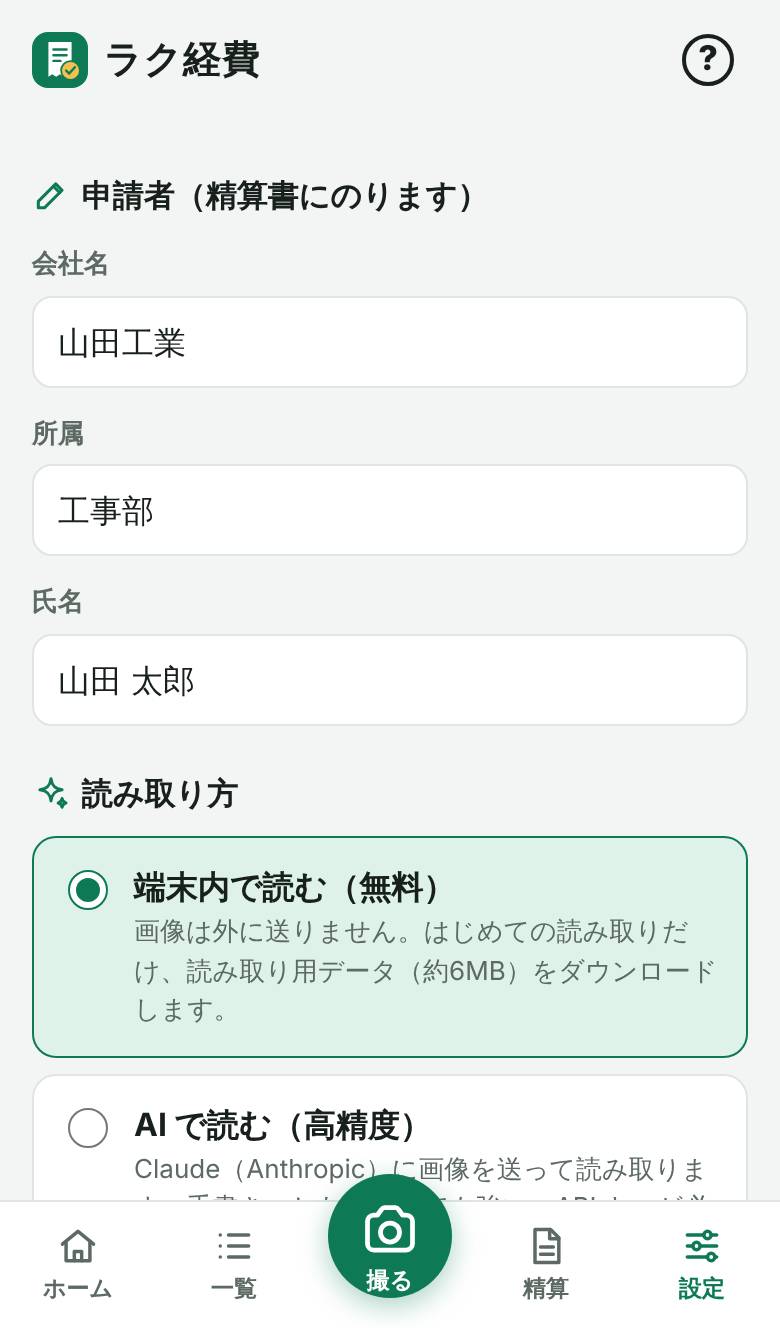 ラク経費
?
申請者（精算書にのります）
会社名
山田工業
所属
工事部
氏名
山田 太郎
読み取り方
端末内で読む（無料）
画像は外に送りません。はじめての読み取りだ
け、読み取り用データ（約6MB）をダウンロード
します。
AI で読む（高精度）
Claude（Anthropic）に画像を送って読み取りま
ホーム
一覧
撮る
精算
設定